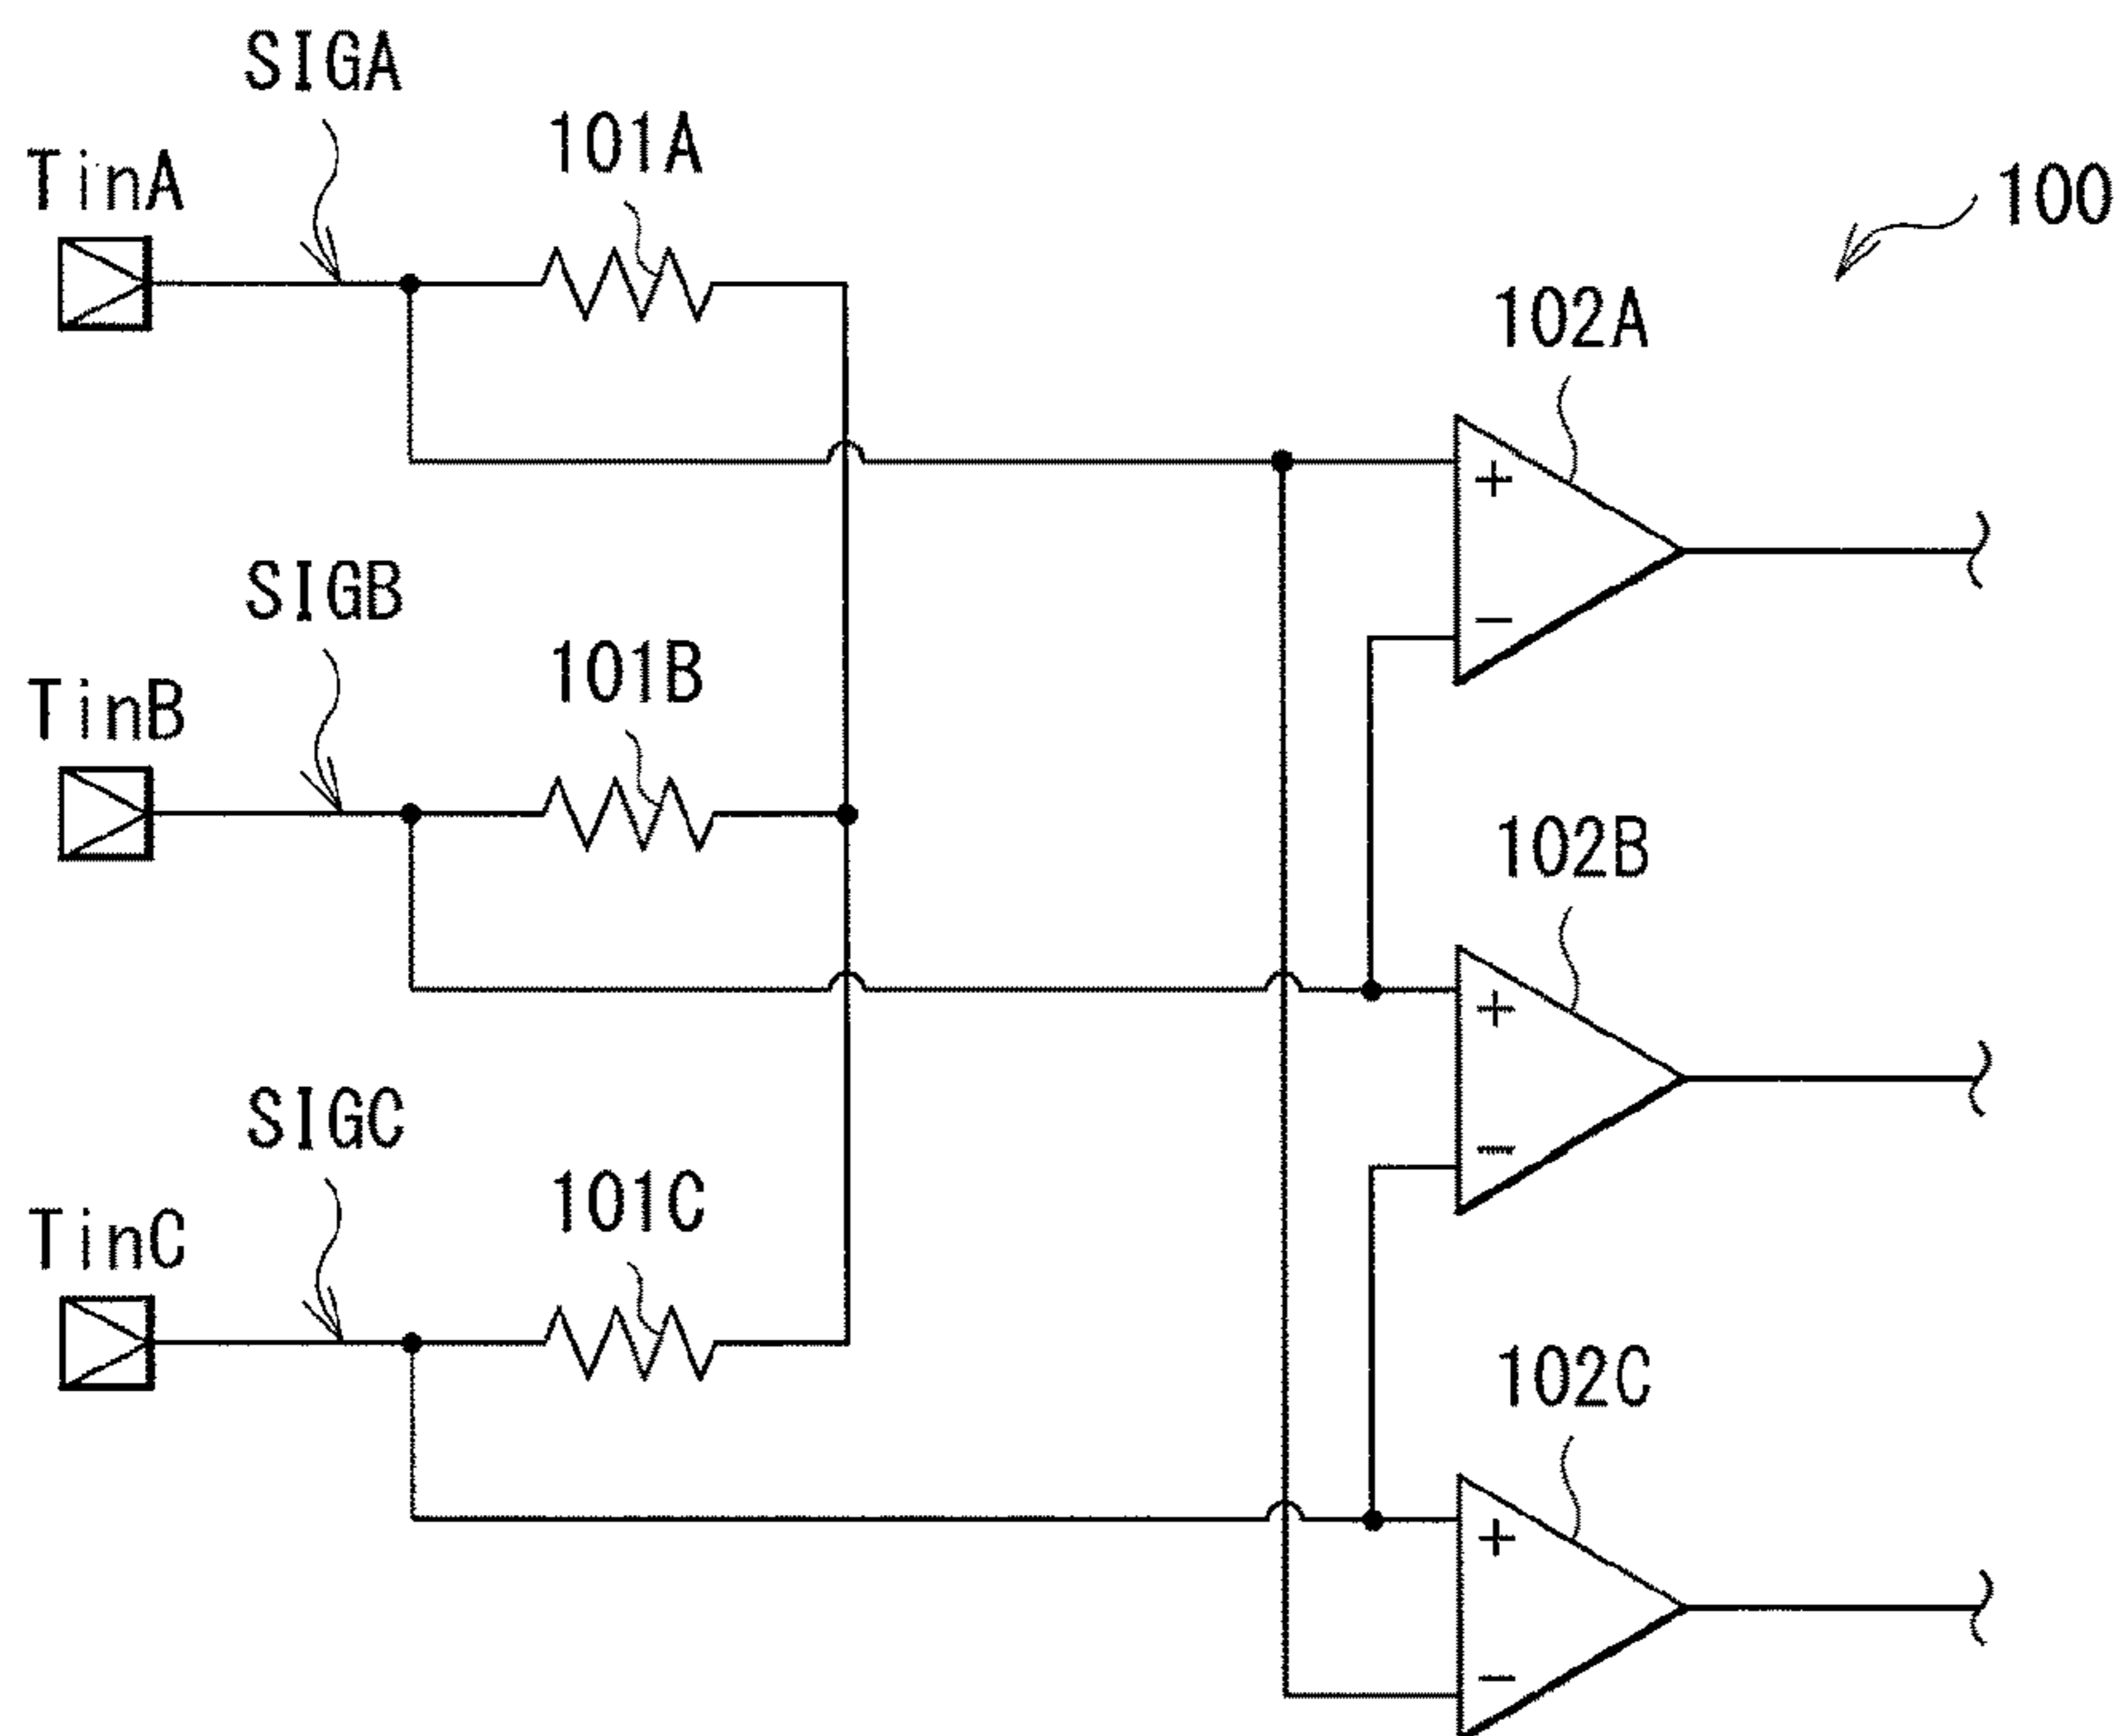 SIGA
101A
TinA
100
102A
+
−
SIGB
101B
TinB
102B
+
−
SIGC
101C
TinC
102C
+
−